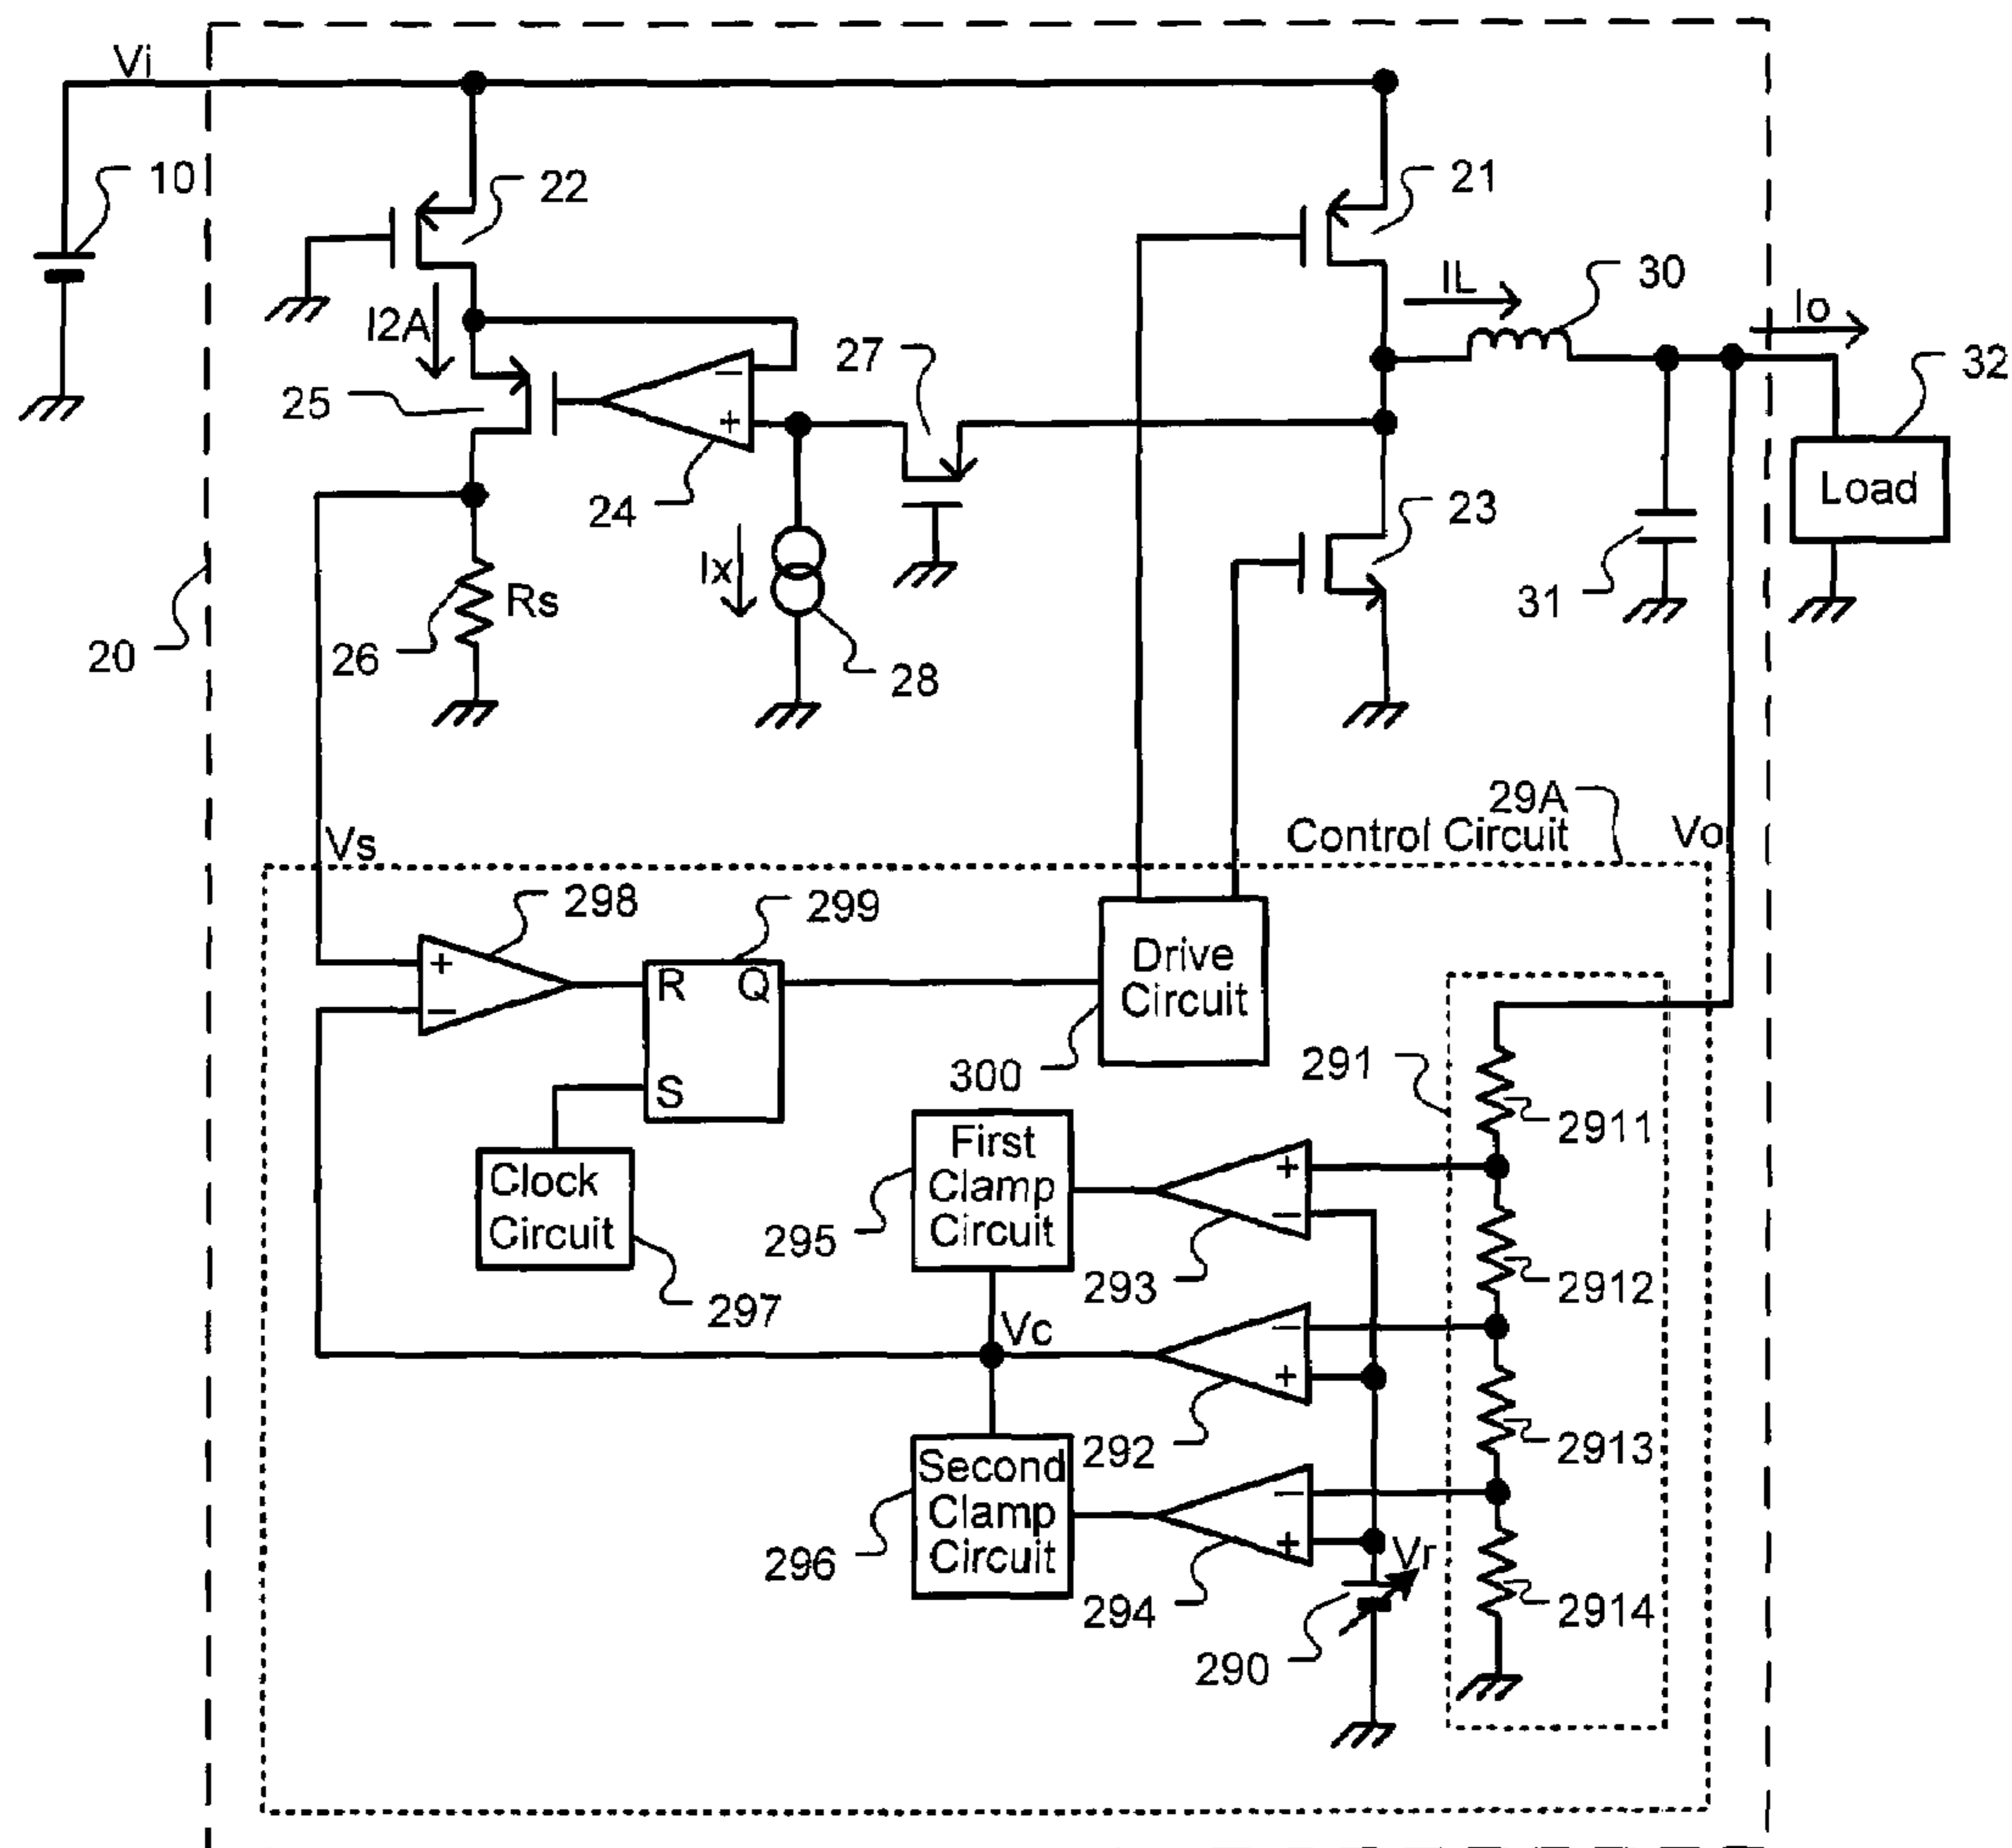 Vi
10
22
21
I2A
IL
30
Io
27
32
25
−
+
24
23
Load
Ix
Rs
31
20
26
28
29A
Control Circuit
Vs
Vo
298
299
+
−
R
Q
S
Drive
Circuit
300
291
2911
First
Clamp
Circuit
+
−
Clock
Circuit
295
293
2912
297
Vc
−
+
292
2913
Second
Clamp
Circuit
−
+
296
294
Vr
2914
290